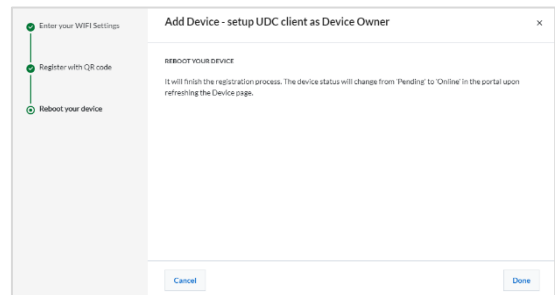 Enter your WIFI Settings
Register with QR code
Reboot your device
Add Device - setup UDC client as Device Owner
×
REBOOT YOUR DEVICE
It will finish the registration process. The device status will change from 'Pending' to 'Online' in the portal upon
refreshing the Device page.
Cancel
Done